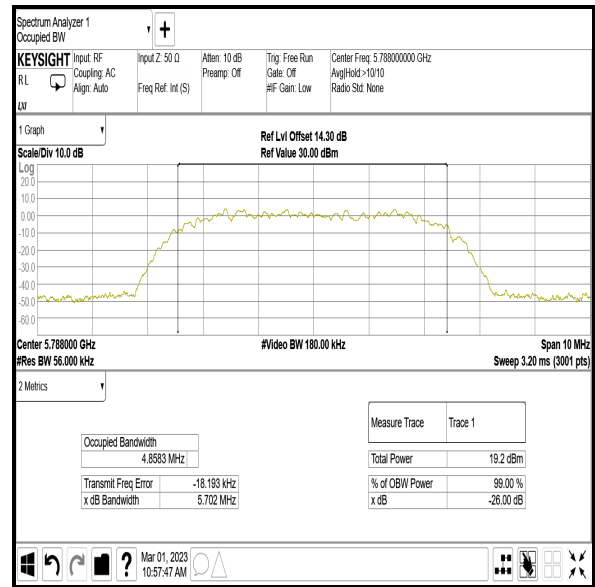 Spectrum Analyzer 1
Occupied BW
KEYSIGHT
R L
LXI
Input: RF
Coupling: AC
Align: Auto
Input Z: 50 Ω
Freq Ref: Int (S)
Atten: 10 dB
Preamp: Off
Trig: Free Run
Gate: Off
#IF Gain: Low
Center Freq: 5.788000000 GHz
Avg|Hold:>10/10
Radio Std: None
1 Graph
Scale/Div 10.0 dB
Ref Lvl Offset 14.30 dB
Ref Value 30.00 dBm
Log
20.0
10.0
0.00
-10.0
-20.0
-30.0
-40.0
-50.0
-60.0
Center 5.788000 GHz
#Res BW 56.000 kHz
#Video BW 180.00 kHz
Span 10 MHz
Sweep 3.20 ms (3001 pts)
2 Metrics
Occupied Bandwidth
4.8583 MHz
Transmit Freq Error -18.193 kHz
x dB Bandwidth 5.702 MHz
Measure Trace Trace 1
Total Power 19.2 dBm
% of OBW Power 99.00 %
x dB -26.00 dB
?
Mar 01, 2023
10:57:47 AM